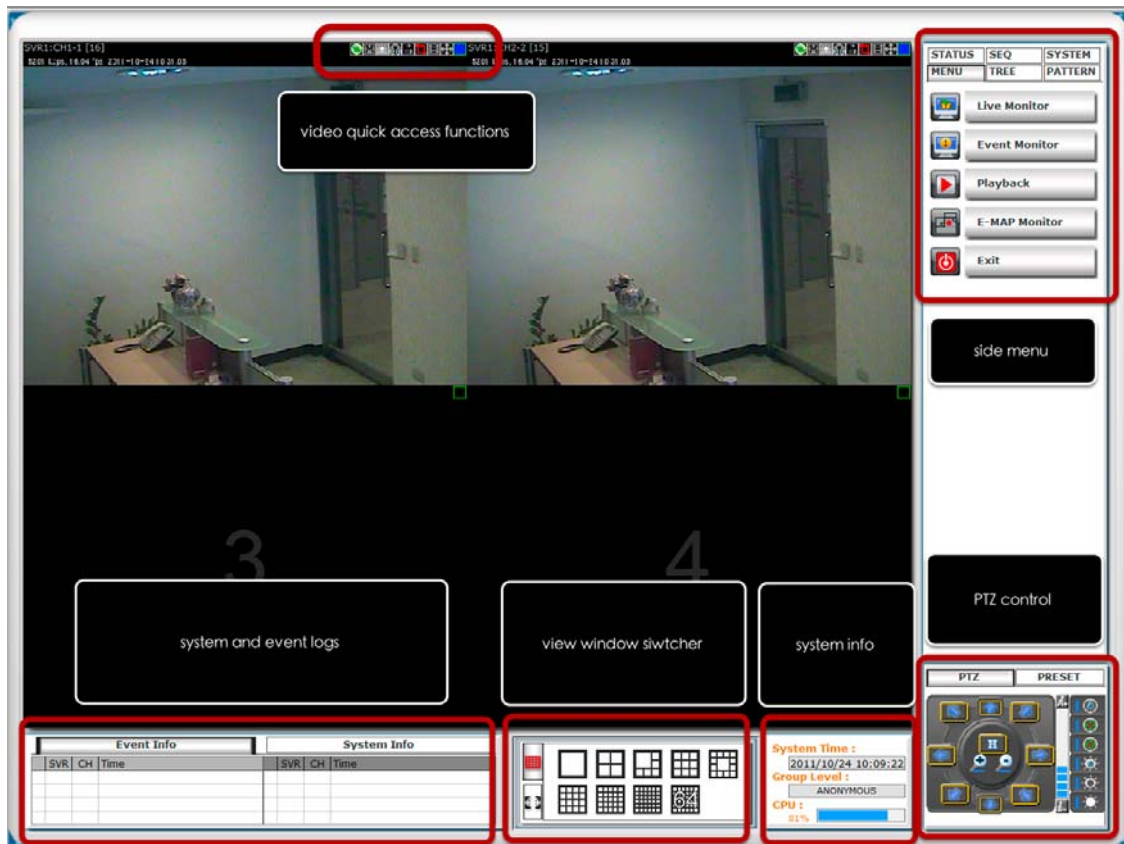 SVR1:CH1-1 [16]
SVR1:CH2-2 [15]
video quick access functions
STATUS SEQ SYSTEM
MENU TREE PATTERN
Live Monitor
Event Monitor
Playback
E-MAP Monitor
Exit
side menu
3
4
PTZ control
system and event logs
view window siwtcher
system info
PTZ PRESET
H
Event Info System Info
SVR CH Time SVR CH Time
64
System Time :
2011/10/24 10:09:22
Group Level :
ANONYMOUS
CPU :
81%